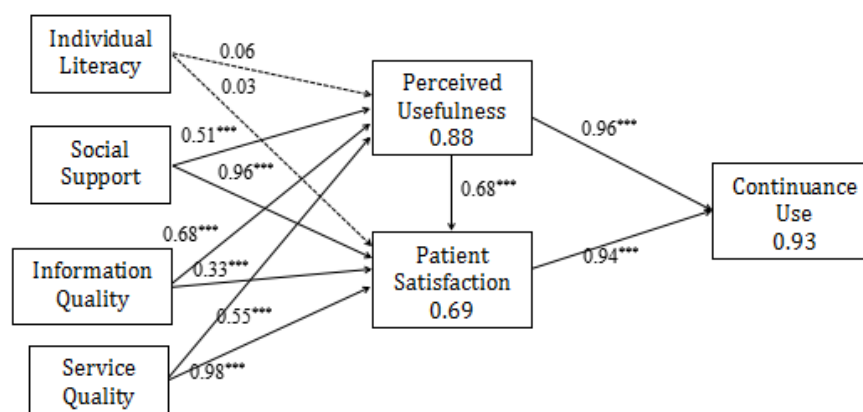 Individual
Literacy
0.06
0.03
Perceived
Usefulness
0.88
0.51***
0.96***
Social
Support
0.96***
0.68***
Continuance
Use
0.93
0.68***
Information
Quality
0.33***
Patient
Satisfaction
0.69
0.94***
0.55***
Service
Quality
0.98***